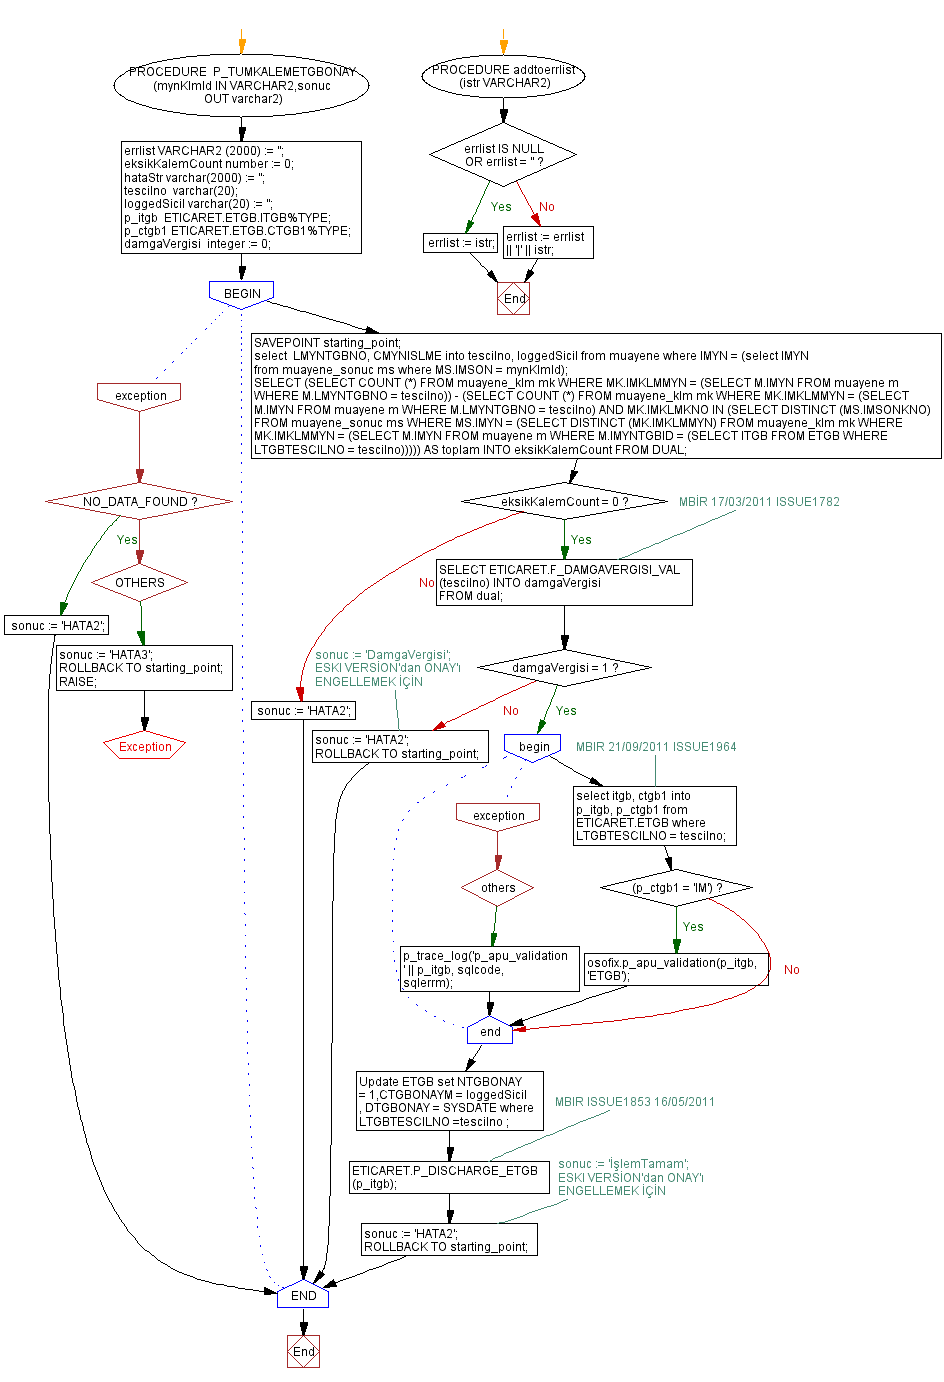 PROCEDURE P_TUMKALEMETGBONAY
(mynKlmId IN VARCHAR2,sonuc
OUT varchar2)
PROCEDURE addtoerrlist
(istr VARCHAR2)
errlist VARCHAR2 (2000) := '';
eksikKalemCount number := 0;
hataStr varchar(2000) := '';
tescilno varchar(20);
loggedSicil varchar(20) := '';
p_itgb ETICARET.ETGB.ITGB%TYPE;
p_ctgb1 ETICARET.ETGB.CTGB1%TYPE;
damgaVergisi integer := 0;
errlist IS NULL
OR errlist = '' ?
Yes
No
errlist := istr;
errlist := errlist
|| '|' || istr;
End
BEGIN
SAVEPOINT starting_point;
select LMYNTGBNO, CMYNISLME into tescilno, loggedSicil from muayene where IMYN = (select IMYN
from muayene_sonuc ms where MS.IMSON = mynKlmId);
SELECT (SELECT COUNT (*) FROM muayene_klm mk WHERE MK.IMKLMMYN = (SELECT M.IMYN FROM muayene m
WHERE M.LMYNTGBNO = tescilno)) - (SELECT COUNT (*) FROM muayene_klm mk WHERE MK.IMKLMMYN = (SELECT
M.IMYN FROM muayene m WHERE M.LMYNTGBNO = tescilno) AND MK.IMKLMKNO IN (SELECT DISTINCT (MS.IMSONKNO)
FROM muayene_sonuc ms WHERE MS.IMYN = (SELECT DISTINCT (MK.IMKLMMYN) FROM muayene_klm mk WHERE
MK.IMKLMMYN = (SELECT M.IMYN FROM muayene m WHERE M.IMYNTGBID = (SELECT ITGB FROM ETGB WHERE
LTGBTESCILNO = tescilno))))) AS toplam INTO eksikKalemCount FROM DUAL;
exception
NO_DATA_FOUND ?
Yes
OTHERS
sonuc := 'HATA2';
sonuc := 'HATA3';
ROLLBACK TO starting_point;
RAISE;
Exception
eksikKalemCount = 0 ?
MBİR 17/03/2011 ISSUE1782
Yes
No
SELECT ETICARET.F_DAMGAVERGISI_VAL
(tescilno) INTO damgaVergisi
FROM dual;
sonuc := 'DamgaVergisi';
ESKI VERSİON'dan ONAY'ı
ENGELLEMEK İÇİN
damgaVergisi = 1 ?
No
Yes
sonuc := 'HATA2';
sonuc := 'HATA2';
ROLLBACK TO starting_point;
begin
MBIR 21/09/2011 ISSUE1964
select itgb, ctgb1 into
p_itgb, p_ctgb1 from
ETICARET.ETGB where
LTGBTESCILNO = tescilno;
exception
others
(p_ctgb1 = 'IM') ?
Yes
No
p_trace_log('p_apu_validation
' || p_itgb, sqlcode,
sqlerrm);
osofix.p_apu_validation(p_itgb,
'ETGB');
end
Update ETGB set NTGBONAY
= 1,CTGBONAYM = loggedSicil
, DTGBONAY = SYSDATE where
LTGBTESCILNO =tescilno ;
MBIR ISSUE1853 16/05/2011
ETICARET.P_DISCHARGE_ETGB
(p_itgb);
sonuc := 'İşlemTamam';
ESKI VERSİON'dan ONAY'ı
ENGELLEMEK İÇİN
sonuc := 'HATA2';
ROLLBACK TO starting_point;
END
End